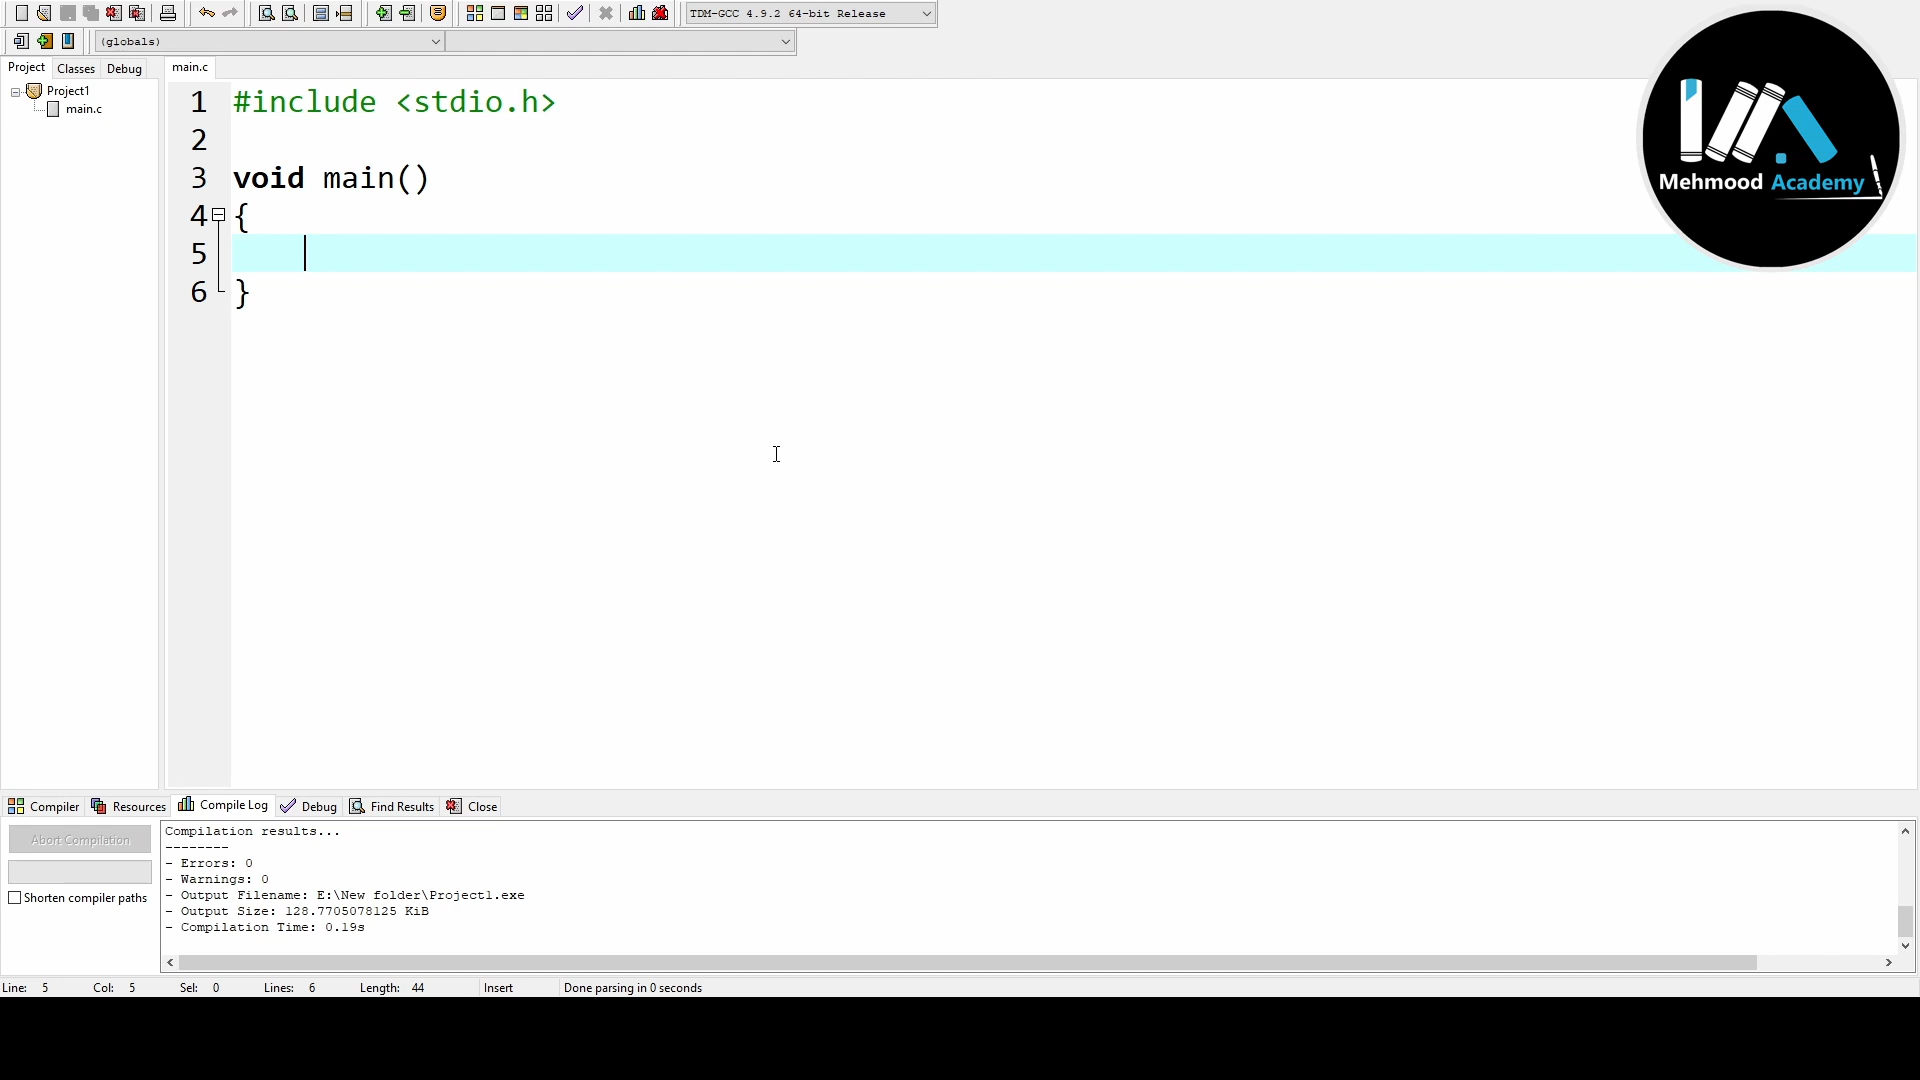 TDM-GCC 4.9.2 64-bit Release
(globals)
Project Classes Debug main.c
Project1
main.c
1 #include <stdio.h>
2
3 void main()
4 {
5
6 }
Mehmood Academy
Compiler Resources Compile Log Debug Find Results Close
Abort Compilation
Shorten compiler paths
Compilation results...
--------
- Errors: 0
- Warnings: 0
- Output Filename: E:\New folder\Project1.exe
- Output Size: 128.7705078125 KiB
- Compilation Time: 0.19s
Line: 5 Col: 5 Sel: 0 Lines: 6 Length: 44 Insert Done parsing in 0 seconds